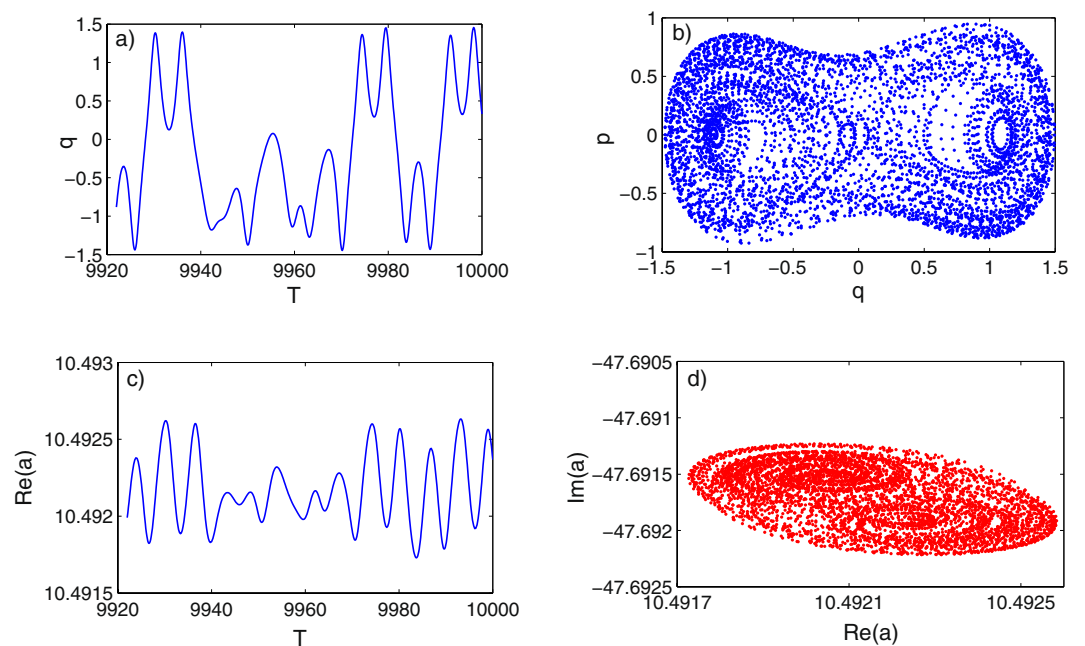 a)
1.5
1
0.5
0
−0.5
−1
−1.5
q
9920 9940 9960 9980 10000
T
b)
1
0.5
0
−0.5
−1
p
−1.5 −1 −0.5 0 0.5 1 1.5
q
c)
10.493
10.4925
10.492
10.4915
Re(a)
9920 9940 9960 9980 10000
T
d)
−47.6905
−47.691
−47.6915
−47.692
−47.6925
Im(a)
10.4917 10.4921 10.4925
Re(a)